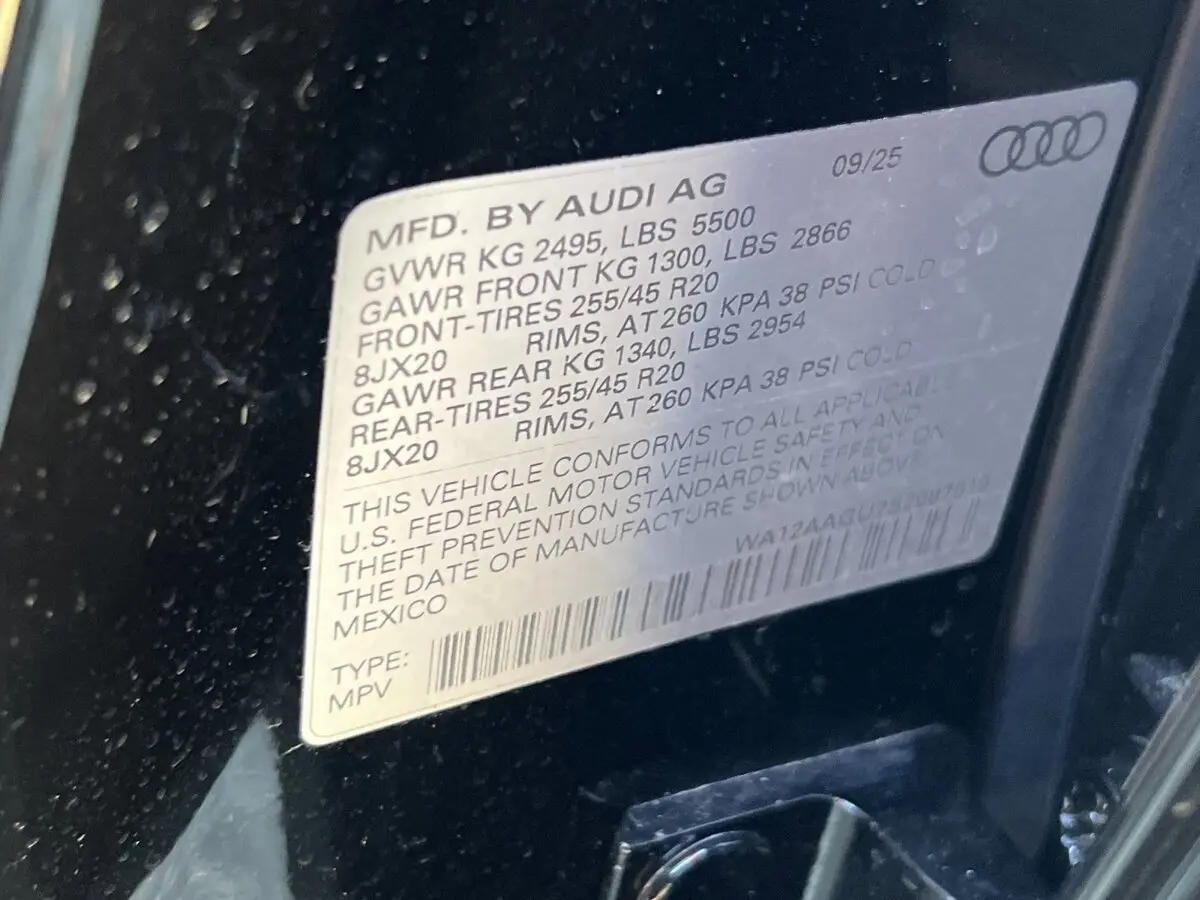 09/25
MFD. BY AUDI AG
GVWR KG 2495, LBS 5500
GAWR FRONT KG 1300, LBS 2866
FRONT-TIRES 255/45 R20
8JX20 RIMS, AT 260 KPA 38 PSI COLD
GAWR REAR KG 1340, LBS 2954
REAR-TIRES 255/45 R20
8JX20 RIMS, AT 260 KPA 38 PSI COLD
THIS VEHICLE CONFORMS TO ALL APPLICABLE
U.S. FEDERAL MOTOR VEHICLE SAFETY AND
THEFT PREVENTION STANDARDS IN EFFECT ON
THE DATE OF MANUFACTURE SHOWN ABOVE.
MEXICO
TYPE:
MPV